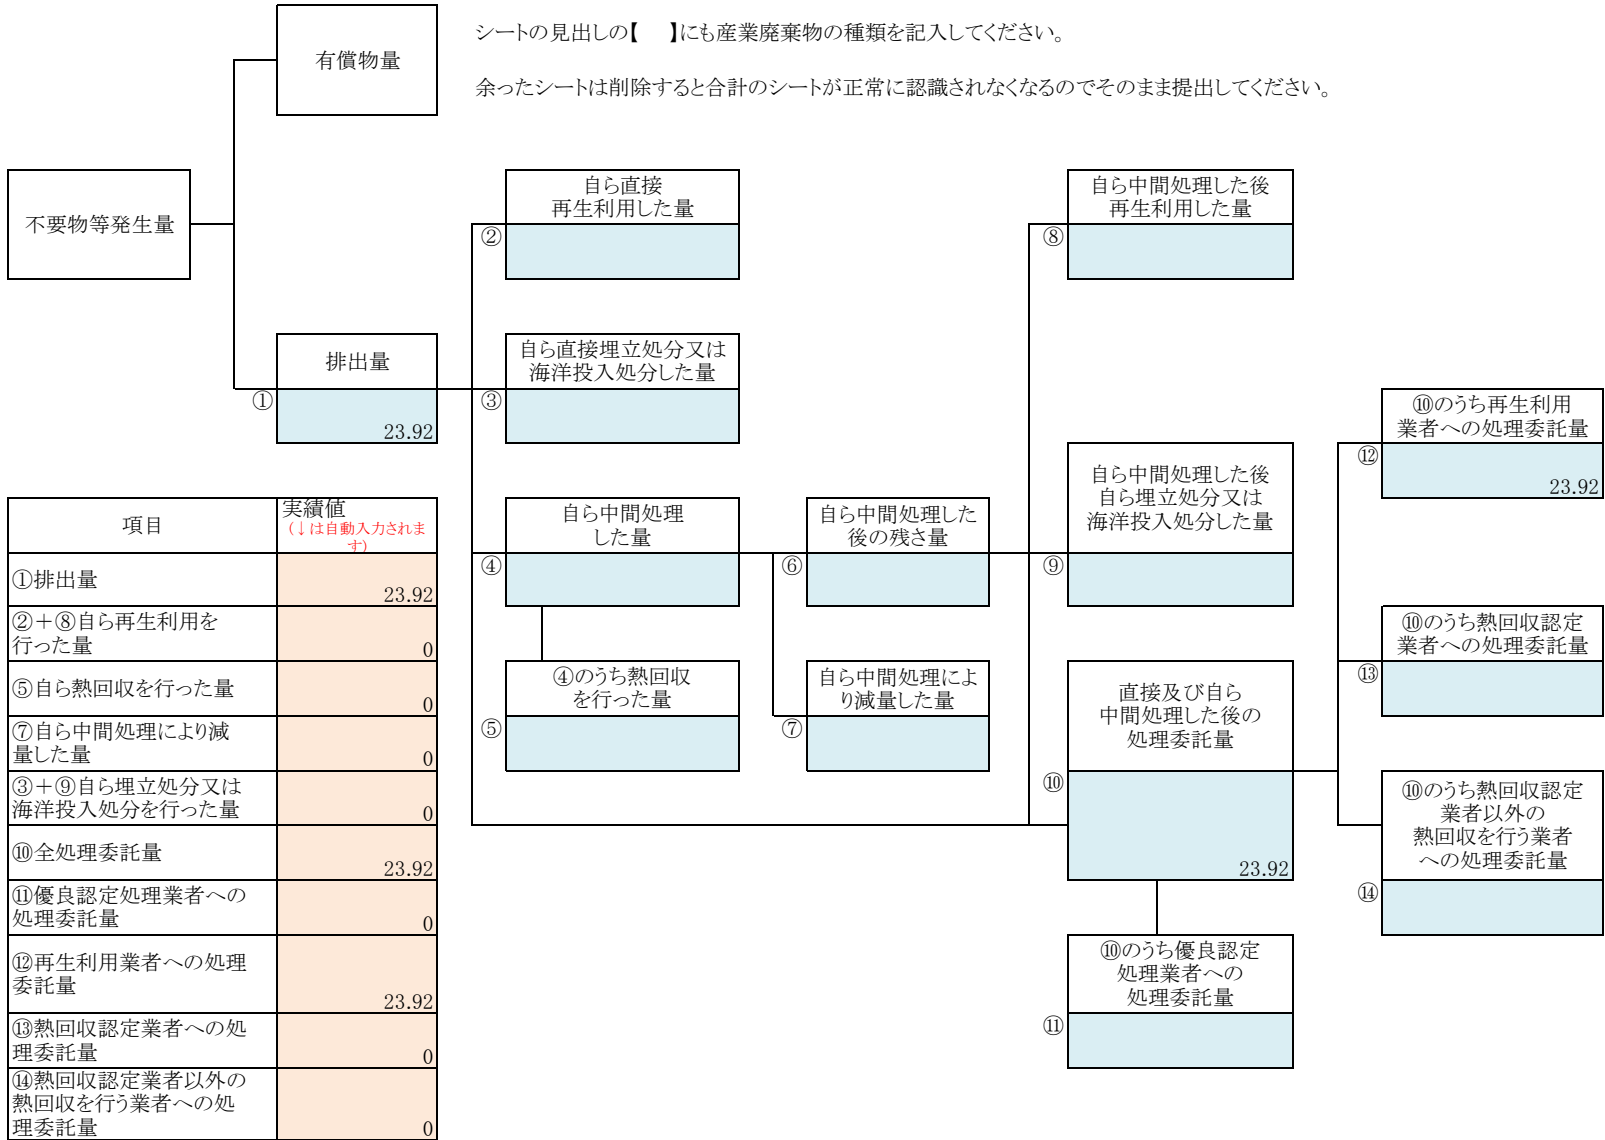 シートの見出しの【　】にも産業廃棄物の種類を記入してください。
余ったシートは削除すると合計のシートが正常に認識されなくなるのでそのまま提出してください。
有償物量
不要物等発生量
自ら直接
再生利用した量
②
自ら中間処理した後
再生利用した量
⑧
排出量
①
23.92
自ら直接埋立処分又は
海洋投入処分した量
③
⑩のうち再生利用
業者への処理委託量
⑫
23.92
自ら中間処理
した量
④
自ら中間処理した
後の残さ量
⑥
自ら中間処理した後
自ら埋立処分又は
海洋投入処分した量
⑨
④のうち熱回収
を行った量
⑤
自ら中間処理によ
り減量した量
⑦
直接及び自ら
中間処理した後の
処理委託量
⑩
23.92
⑩のうち熱回収認定
業者への処理委託量
⑬
⑩のうち熱回収認定
業者以外の
熱回収を行う業者
への処理委託量
⑭
⑩のうち優良認定
処理業者への
処理委託量
⑪
項目
実績値
(↓は自動入力されま
す)
①排出量
23.92
②＋⑧自ら再生利用を
行った量
0
⑤自ら熱回収を行った量
0
⑦自ら中間処理により減
量した量
0
③＋⑨自ら埋立処分又は
海洋投入処分を行った量
0
⑩全処理委託量
23.92
⑪優良認定処理業者への
処理委託量
0
⑫再生利用業者への処理
委託量
23.92
⑬熱回収認定業者への処
理委託量
0
⑭熱回収認定業者以外の
熱回収を行う業者への処
理委託量
0